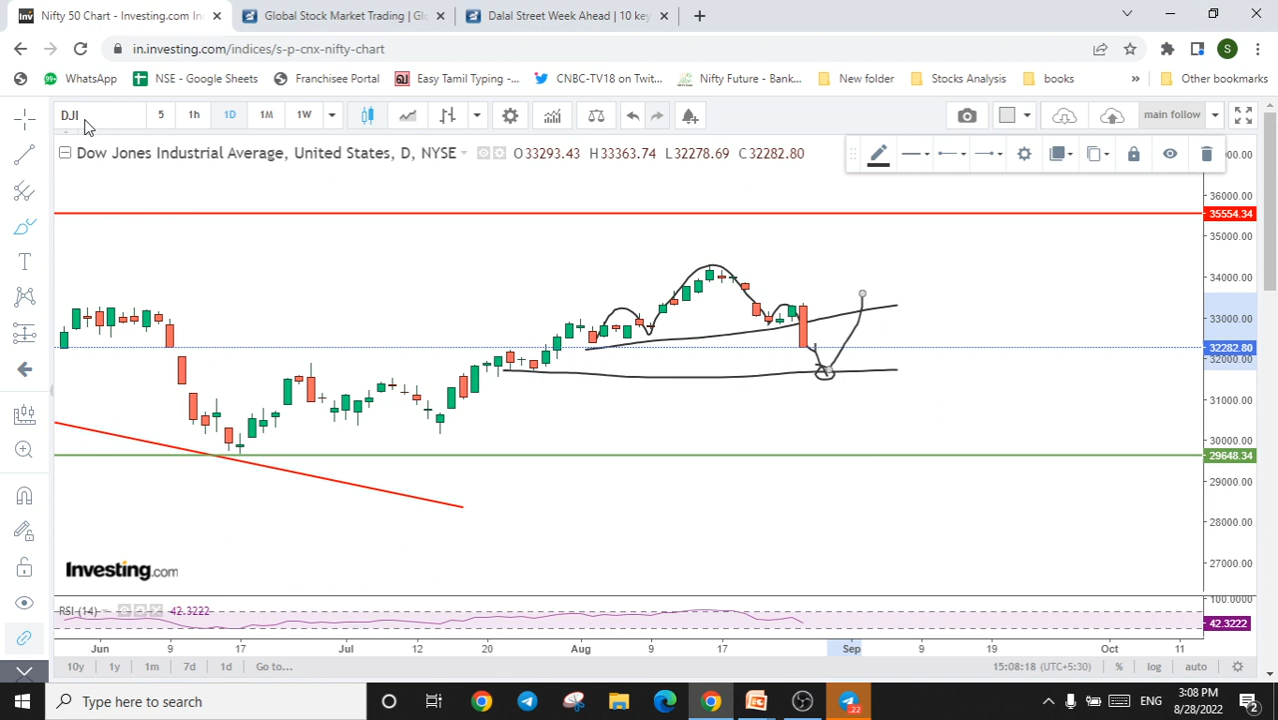 Nifty 50 Chart - Investing.com In
Global Stock Market Trading | Glo
Dalal Street Week Ahead | 10 key
in.investing.com/indices/s-p-cnx-nifty-chart
S
99+
WhatsApp
NSE - Google Sheets
Franchisee Portal
Easy Tamil Typing -...
CNBC-TV18 on Twit...
Nifty Future - Bank...
New folder
Stocks Analysis
books
»
Other bookmarks
DJI
5
1h
1D
1M
1W
main follow
Dow Jones Industrial Average, United States, D, NYSE
O33293.43 H33363.74 L32278.69 C32282.80
36000.00
35554.34
35000.00
34000.00
33000.00
32282.80
32000.00
31000.00
30000.00
29648.34
29000.00
28000.00
27000.00
Investing.com
RSI (14)
42.3222
100.0000
42.3222
Jun
9
17
Jul
12
20
Aug
9
17
Sep
9
19
Oct
11
10y
1y
1m
7d
1d
Go to...
15:08:18 (UTC+5:30)
%
log
auto
Type here to search
22
ENG
3:08 PM
8/28/2022
2